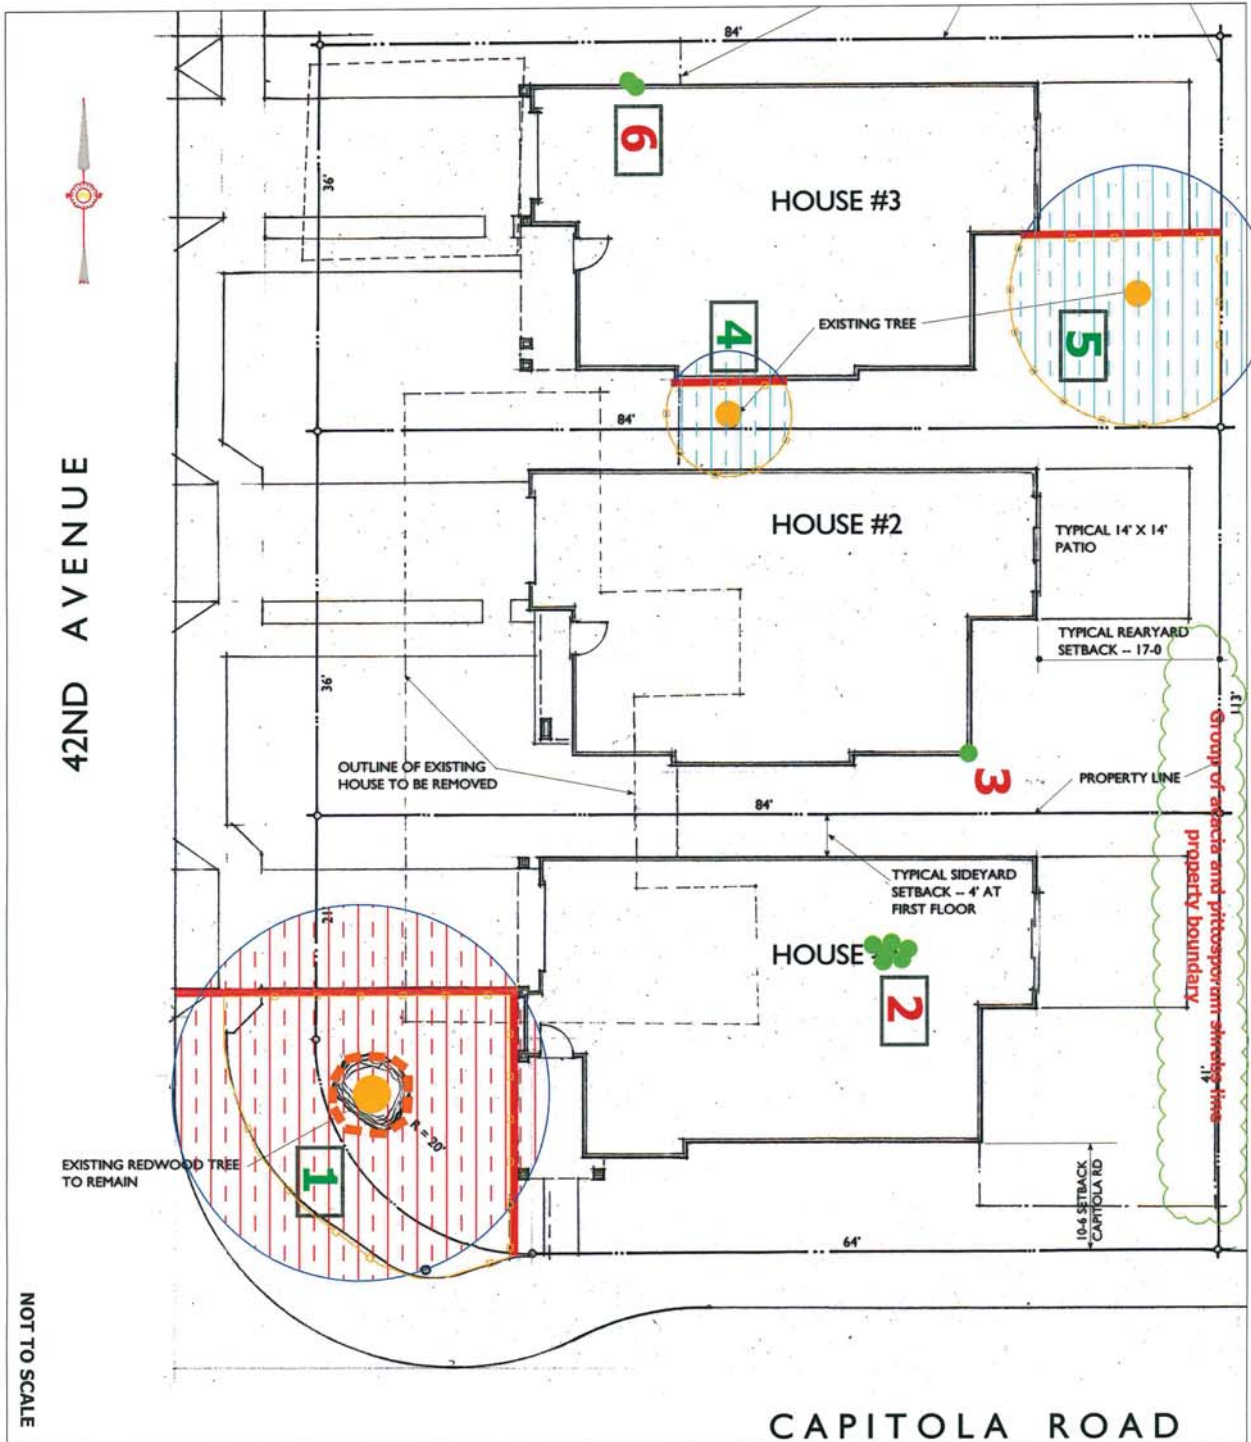 84'
6
36'
HOUSE #3
4
EXISTING TREE
5
84'
42ND AVENUE
HOUSE #2
TYPICAL 14' X 14'
PATIO
TYPICAL REARYARD
SETBACK -- 17-0
36'
113'
OUTLINE OF EXISTING
HOUSE TO BE REMOVED
3
PROPERTY LINE
Group of acacia and pittosporum shrubs line
property boundary
84'
TYPICAL SIDEYARD
SETBACK -- 4' AT
FIRST FLOOR
21'
HOUSE
2
41'
R = 20'
EXISTING REDWOOD TREE
TO REMAIN
1
10-6 SETBACK
CAPITOLA RD
64'
NOT TO SCALE
CAPITOLA ROAD